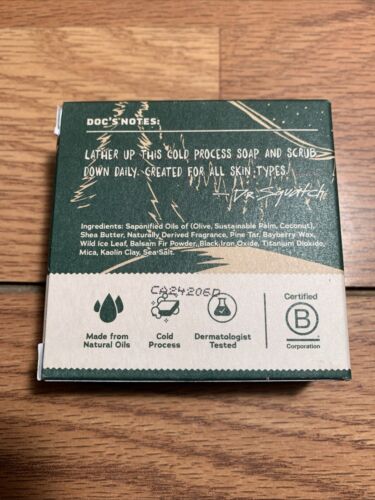 DOC'S NOTES:
LATHER UP THIS COLD PROCESS SOAP AND SCRUB
DOWN DAILY. CREATED FOR ALL SKIN TYPES!
- DR. SQUATCH
Ingredients: Saponified Oils of (Olive, Sustainable Palm, Coconut),
Shea Butter, Naturally Derived Fragrance, Pine Tar, Bayberry Wax,
Wild Ice Leaf, Balsam Fir Powder, Black Iron Oxide, Titanium Dioxide,
Mica, Kaolin Clay, Sea Salt.
CA24206D
Made from
Natural Oils
Cold
Process
Dermatologist
Tested
Certified
B
Corporation